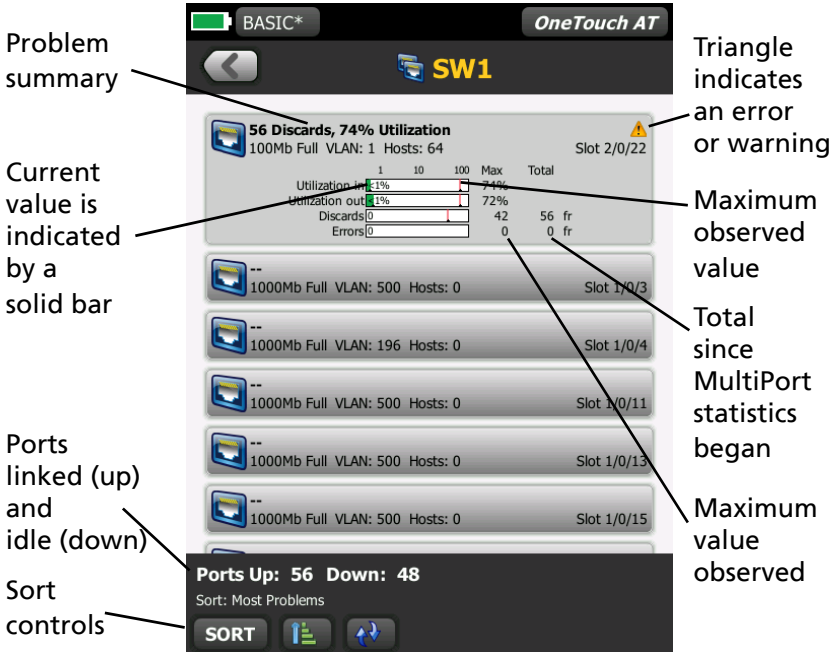 BASIC*
OneTouch AT
SW1
Problem
summary
Triangle
indicates
an error
or warning
56 Discards, 74% Utilization
100Mb Full VLAN: 1 Hosts: 64
Slot 2/0/22
1 10 100 Max Total
Utilization in <1% 74%
Utilization out <1% 72%
Discards 0 42 56 fr
Errors 0 0 0 fr
Current
value is
indicated
by a
solid bar
Maximum
observed
value
--
1000Mb Full VLAN: 500 Hosts: 0
Slot 1/0/3
--
1000Mb Full VLAN: 196 Hosts: 0
Slot 1/0/4
Total
since
MultiPort
statistics
began
--
1000Mb Full VLAN: 500 Hosts: 0
Slot 1/0/11
--
1000Mb Full VLAN: 500 Hosts: 0
Slot 1/0/13
--
1000Mb Full VLAN: 500 Hosts: 0
Slot 1/0/15
Ports
linked (up)
and
idle (down)
Maximum
value
observed
Ports Up: 56 Down: 48
Sort: Most Problems
Sort
controls
SORT